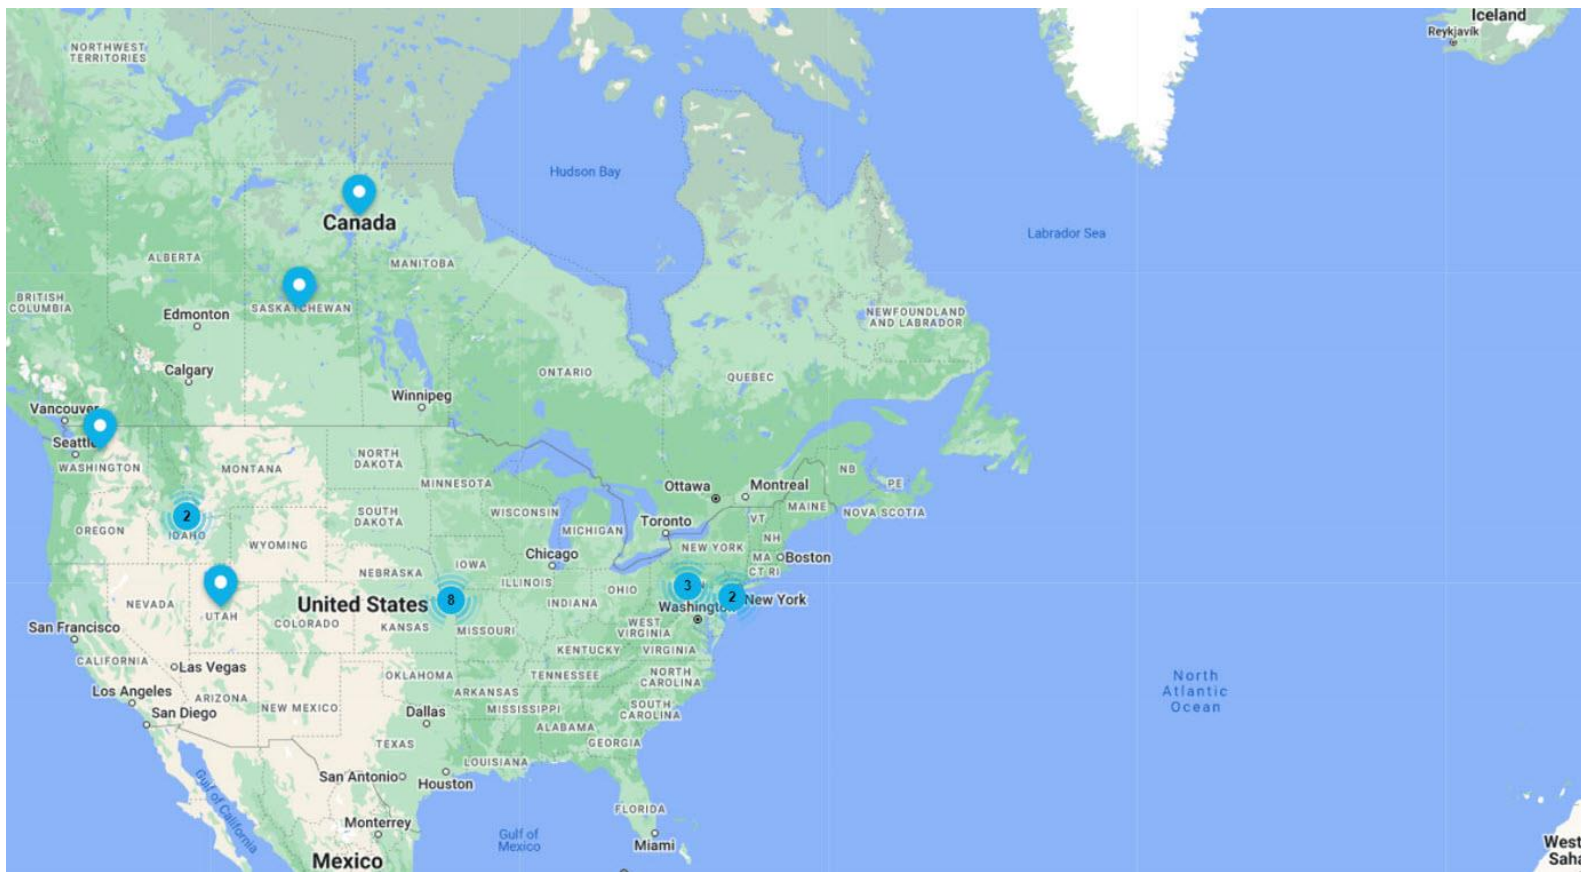 Iceland
Reykjavík
NORTHWEST
TERRITORIES
Hudson Bay
Canada
Labrador Sea
ALBERTA
MANITOBA
BRITISH
COLUMBIA
SASKATCHEWAN
Edmonton
NEWFOUNDLAND
AND LABRADOR
Calgary
ONTARIO
QUEBEC
Winnipeg
Vancouver
Seattle
WASHINGTON
MONTANA
NORTH
DAKOTA
MINNESOTA
Ottawa
Montreal
NB
PE
NOVA SCOTIA
MAINE
2
OREGON
IDAHO
SOUTH
DAKOTA
WISCONSIN
MICHIGAN
Toronto
VT
NH
WYOMING
Chicago
NEW YORK
MA
Boston
CT RI
NEBRASKA
IOWA
ILLINOIS
OHIO
3
NEVADA
UTAH
United States
8
INDIANA
Washington
2
New York
COLORADO
KANSAS
MISSOURI
WEST
VIRGINIA
San Francisco
KENTUCKY
VIRGINIA
CALIFORNIA
Las Vegas
OKLAHOMA
TENNESSEE
NORTH
CAROLINA
Los Angeles
ARIZONA
NEW MEXICO
ARKANSAS
MISSISSIPPI
SOUTH
CAROLINA
San Diego
Dallas
ALABAMA
North
Atlantic
Ocean
TEXAS
GEORGIA
LOUISIANA
San Antonio
Houston
Gulf of California
FLORIDA
Monterrey
Gulf of
Mexico
Miami
Mexico
West